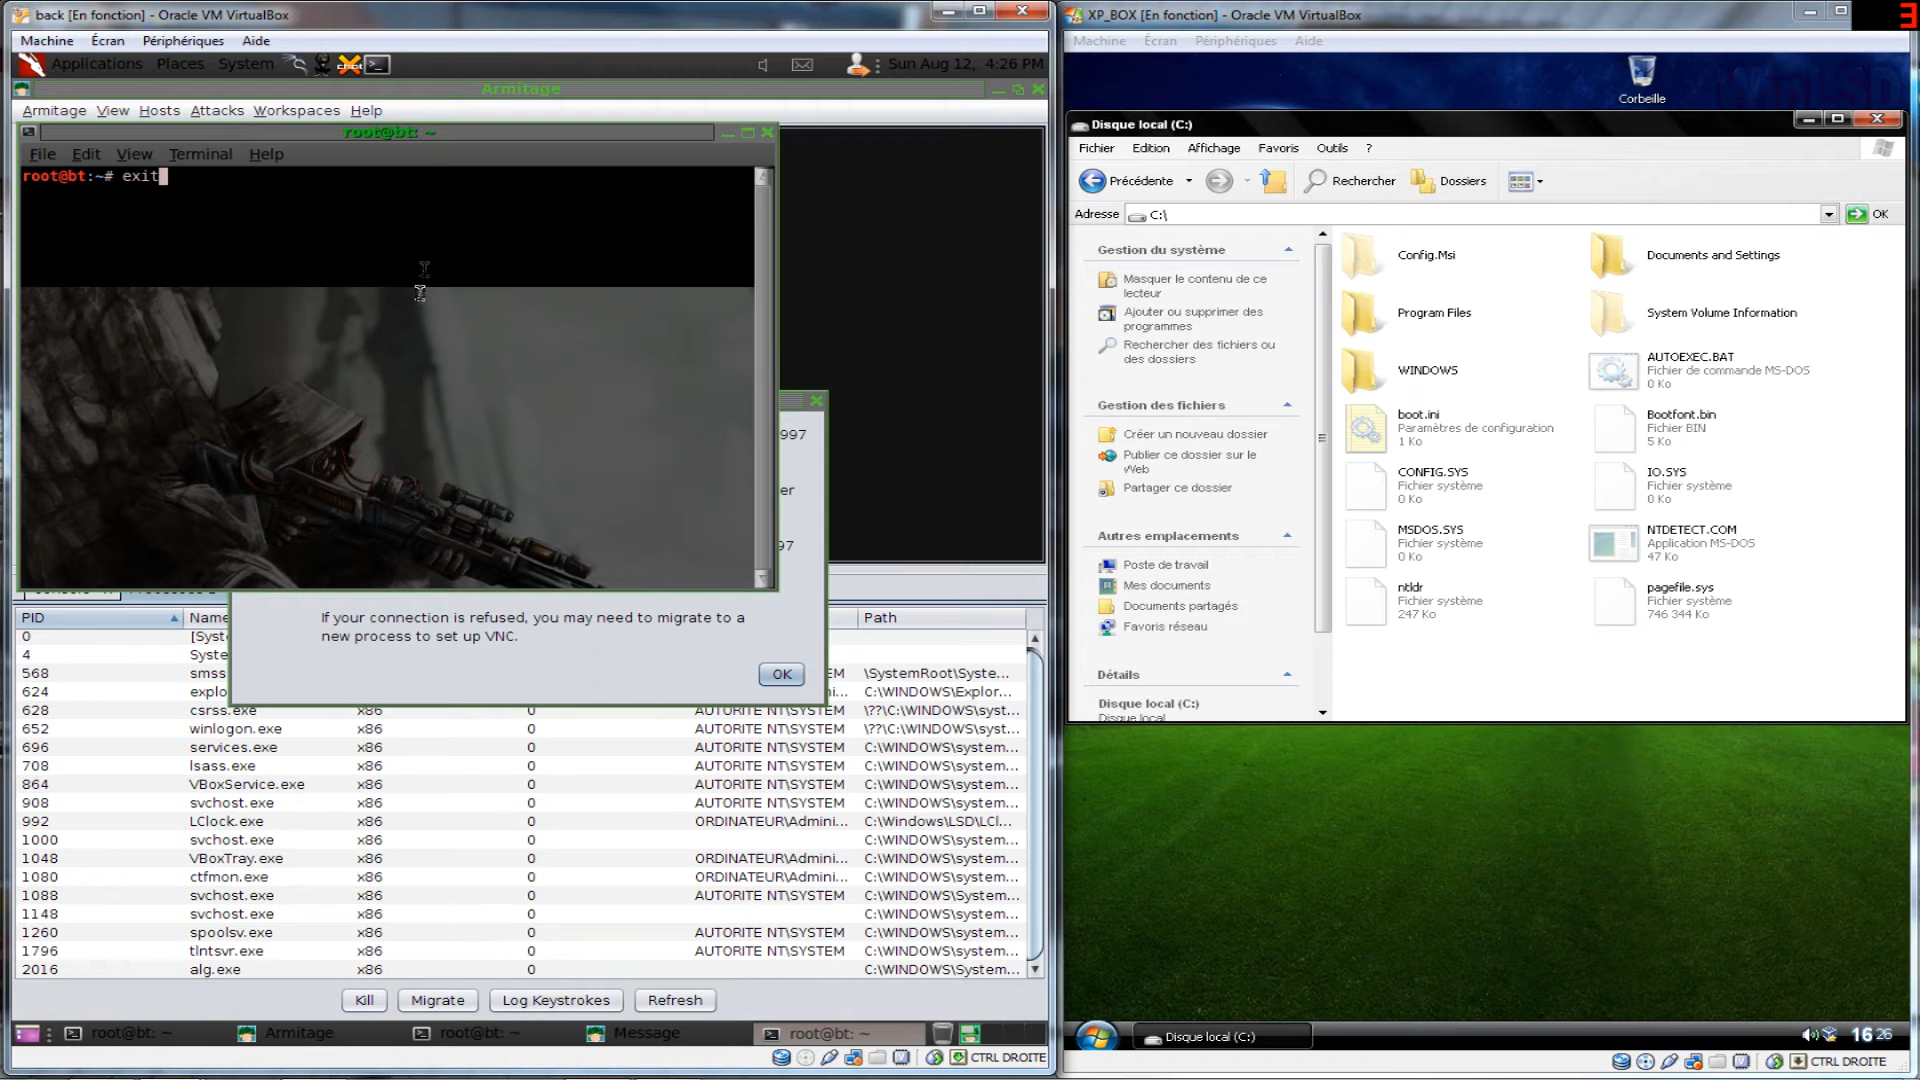 back [En fonction] - Oracle VM VirtualBox
Machine Écran Périphériques Aide
Applications Places System
Sun Aug 12, 4:26 PM
Armitage
Armitage View Hosts Attacks Workspaces Help
root@bt: ~
File Edit View Terminal Help
root@bt:~# exit
997
er
97
If your connection is refused, you may need to migrate to a
new process to set up VNC.
OK
PID Name Path
0 [Syst
4 Syste
568 smss EM \SystemRoot\Syste...
624 explo i... C:\WINDOWS\Explor...
628 csrss.exe x86 0 AUTORITE NT\SYSTEM \??\C:\WINDOWS\syst...
652 winlogon.exe x86 0 AUTORITE NT\SYSTEM \??\C:\WINDOWS\syst...
696 services.exe x86 0 AUTORITE NT\SYSTEM C:\WINDOWS\system...
708 lsass.exe x86 0 AUTORITE NT\SYSTEM C:\WINDOWS\system...
864 VBoxService.exe x86 0 AUTORITE NT\SYSTEM C:\WINDOWS\system...
908 svchost.exe x86 0 AUTORITE NT\SYSTEM C:\WINDOWS\system...
992 LClock.exe x86 0 ORDINATEUR\Admini... C:\Windows\LSD\LCl...
1000 svchost.exe x86 0 C:\WINDOWS\system...
1048 VBoxTray.exe x86 0 ORDINATEUR\Admini... C:\WINDOWS\system...
1080 ctfmon.exe x86 0 ORDINATEUR\Admini... C:\WINDOWS\system...
1088 svchost.exe x86 0 AUTORITE NT\SYSTEM C:\WINDOWS\System...
1148 svchost.exe x86 0 C:\WINDOWS\system...
1260 spoolsv.exe x86 0 AUTORITE NT\SYSTEM C:\WINDOWS\system...
1796 tlntsvr.exe x86 0 AUTORITE NT\SYSTEM C:\WINDOWS\system...
2016 alg.exe x86 0 C:\WINDOWS\System...
Kill Migrate Log Keystrokes Refresh
root@bt: ~ Armitage root@bt: ~ Message root@bt: ~
CTRL DROITE
XP_BOX [En fonction] - Oracle VM VirtualBox
3
Machine Écran Périphériques Aide
Corbeille
Disque local (C:)
Fichier Edition Affichage Favoris Outils ?
Précédente Rechercher Dossiers
Adresse C:\ OK
Gestion du système
Masquer le contenu de ce
lecteur
Ajouter ou supprimer des
programmes
Rechercher des fichiers ou
des dossiers
Gestion des fichiers
Créer un nouveau dossier
Publier ce dossier sur le
Web
Partager ce dossier
Autres emplacements
Poste de travail
Mes documents
Documents partagés
Favoris réseau
Détails
Disque local (C:)
Disque local
Config.Msi
Documents and Settings
Program Files
System Volume Information
WINDOWS
AUTOEXEC.BAT
Fichier de commande MS-DOS
0 Ko
boot.ini
Paramètres de configuration
1 Ko
Bootfont.bin
Fichier BIN
5 Ko
CONFIG.SYS
Fichier système
0 Ko
IO.SYS
Fichier système
0 Ko
MSDOS.SYS
Fichier système
0 Ko
NTDETECT.COM
Application MS-DOS
47 Ko
ntldr
Fichier système
247 Ko
pagefile.sys
Fichier système
746 344 Ko
Disque local (C:)
16 26
CTRL DROITE